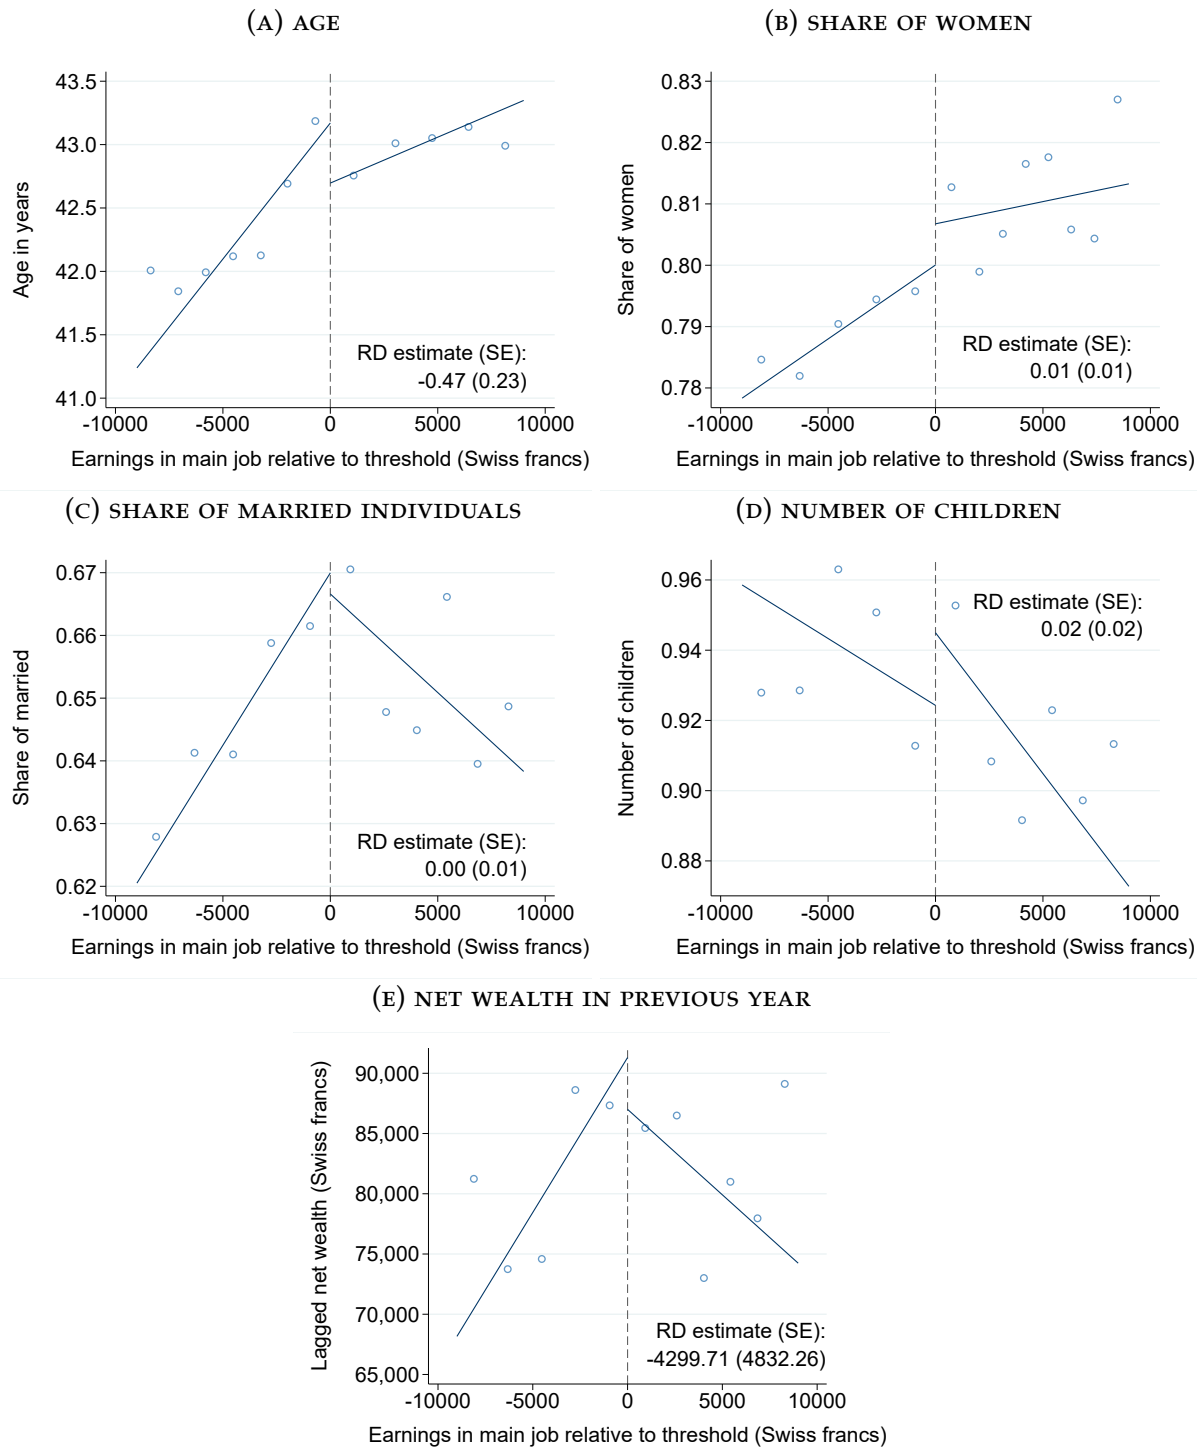 (A) AGE
43.5
43.0
42.5
42.0
41.5
41.0
Age in years
RD estimate (SE):
-0.47 (0.23)
-10000 -5000 0 5000 10000
Earnings in main job relative to threshold (Swiss francs)
(B) SHARE OF WOMEN
0.83
0.82
0.81
0.80
0.79
0.78
Share of women
RD estimate (SE):
0.01 (0.01)
-10000 -5000 0 5000 10000
Earnings in main job relative to threshold (Swiss francs)
(C) SHARE OF MARRIED INDIVIDUALS
0.67
0.66
0.65
0.64
0.63
0.62
Share of married
RD estimate (SE):
0.00 (0.01)
-10000 -5000 0 5000 10000
Earnings in main job relative to threshold (Swiss francs)
(D) NUMBER OF CHILDREN
0.96
0.94
0.92
0.90
0.88
Number of children
RD estimate (SE):
0.02 (0.02)
-10000 -5000 0 5000 10000
Earnings in main job relative to threshold (Swiss francs)
(E) NET WEALTH IN PREVIOUS YEAR
90,000
85,000
80,000
75,000
70,000
65,000
Lagged net wealth (Swiss francs)
RD estimate (SE):
-4299.71 (4832.26)
-10000 -5000 0 5000 10000
Earnings in main job relative to threshold (Swiss francs)